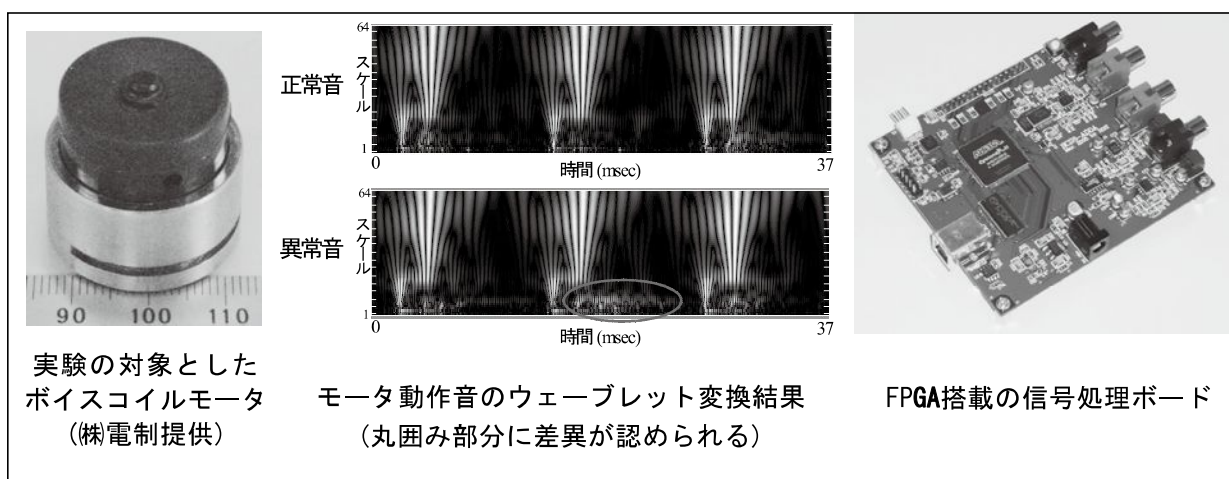 90 100 110
実験の対象とした
ボイスコイルモータ
(㈱電制提供)
正常音
スケール
64
1
0
時間(msec)
37
異常音
スケール
64
1
0
時間(msec)
37
モータ動作音のウェーブレット変換結果
(丸囲み部分に差異が認められる)
FPGA搭載の信号処理ボード